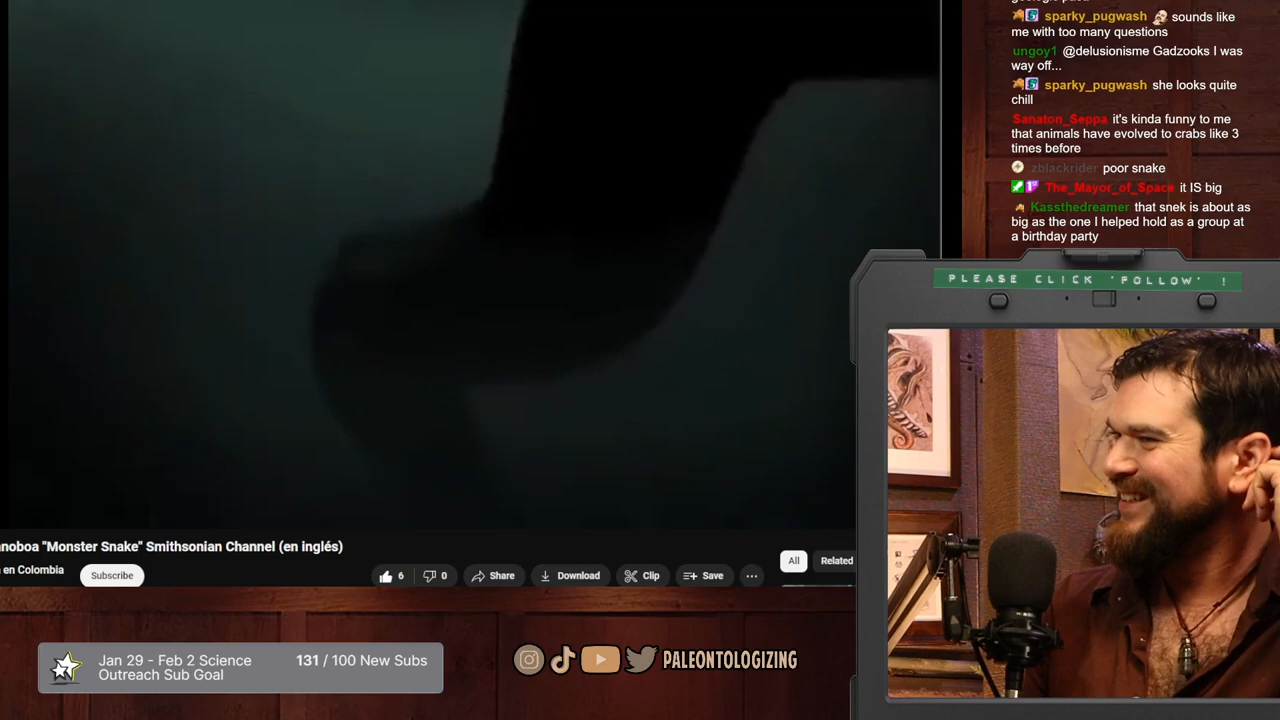 sparky_pugwash sounds like
me with too many questions
ungoy1 @delusionisme Gadzooks I was
way off...
sparky_pugwash she looks quite
chill
Sanaton_Seppa it's kinda funny to me
that animals have evolved to crabs like 3
times before
zblackrider poor snake
The_Mayor_of_Space it IS big
Kassthedreamer that snek is about as
big as the one I helped hold as a group at
a birthday party
PLEASE CLICK 'FOLLOW' !
noboa "Monster Snake" Smithsonian Channel (en inglés)
en Colombia
Subscribe
6
0
Share
Download
Clip
Save
...
All
Related
Jan 29 - Feb 2 Science
Outreach Sub Goal
131 / 100 New Subs
PALEONTOLOGIZING